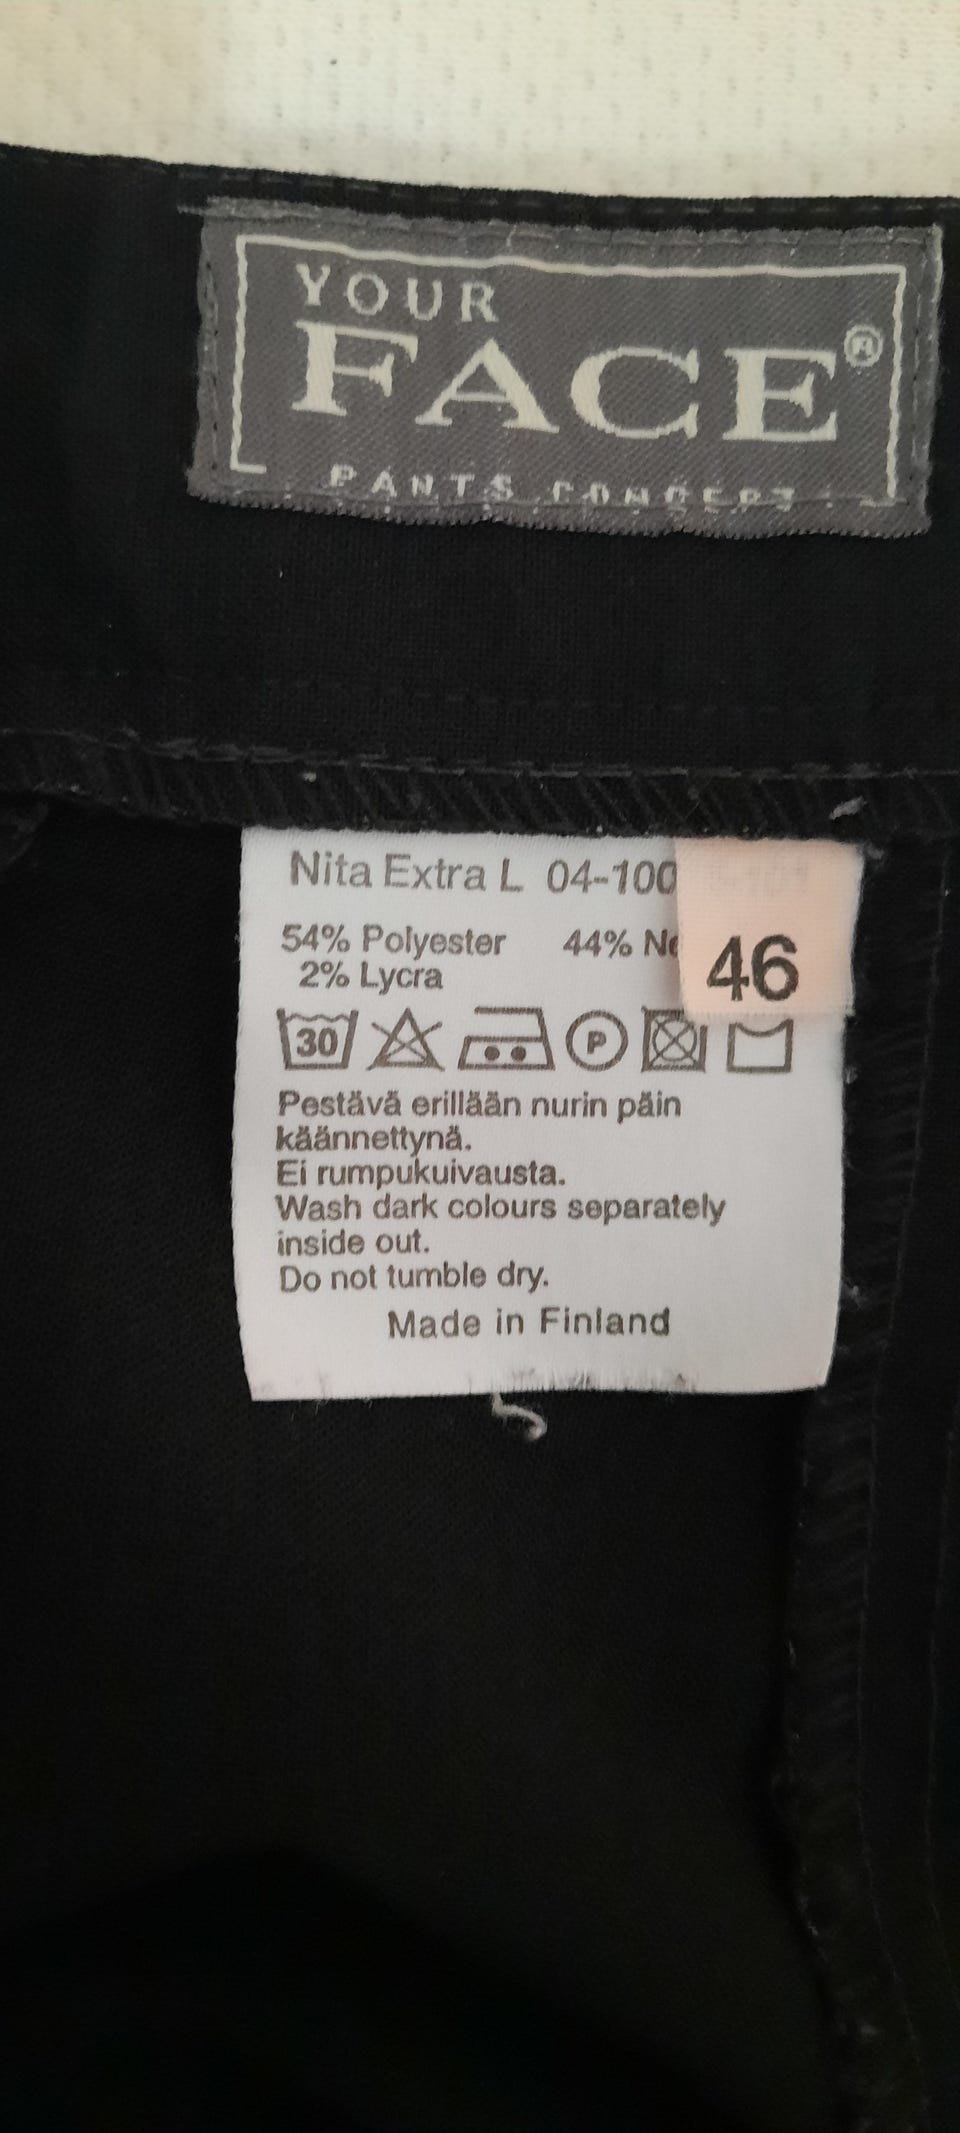 YOUR
FACE®
PANTS CONCEPT
Nita Extra L 04-100
46
54% Polyester 44%
2% Lycra
30 P
Pestävä erillään nurin päin
käännettynä.
Ei rumpukuivausta.
Wash dark colours separately
inside out.
Do not tumble dry.
Made in Finland